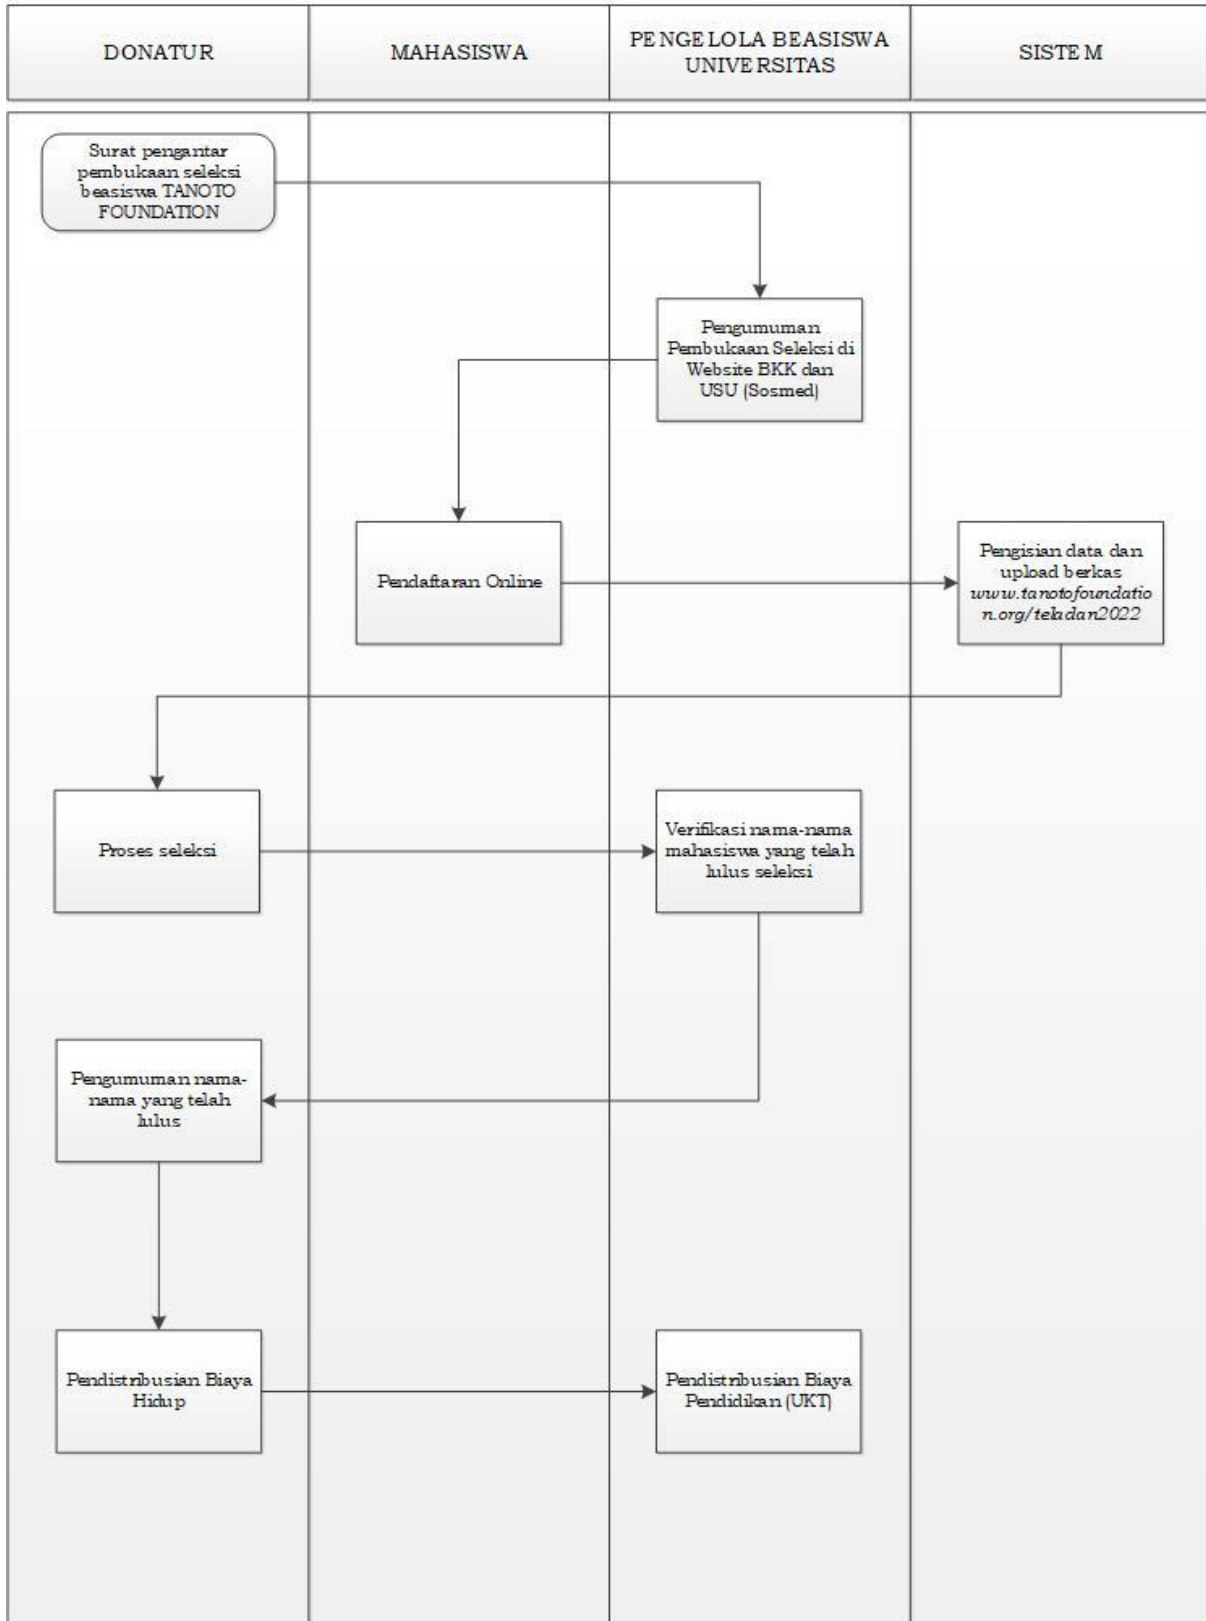 DONATUR
MAHASISWA
PENGELOLA BEASISWA
UNIVERSITAS
SISTEM
Surat pengantar
pembukaan seleksi
beasiswa TANOTO
FOUNDATION
Pengumuman
Pembukaan Seleksi di
Website BKK dan
USU (Sosmed)
Pendaftaran Online
Pengisian data dan
upload berkas
www.tanotofoundatio
n.org/teladan2022
Proses seleksi
Verifikasi nama-nama
mahasiswa yang telah
lulus seleksi
Pengumuman nama-
nama yang telah
lulus
Pendistribusian Biaya
Hidup
Pendistribusian Biaya
Pendidikan (UKT)